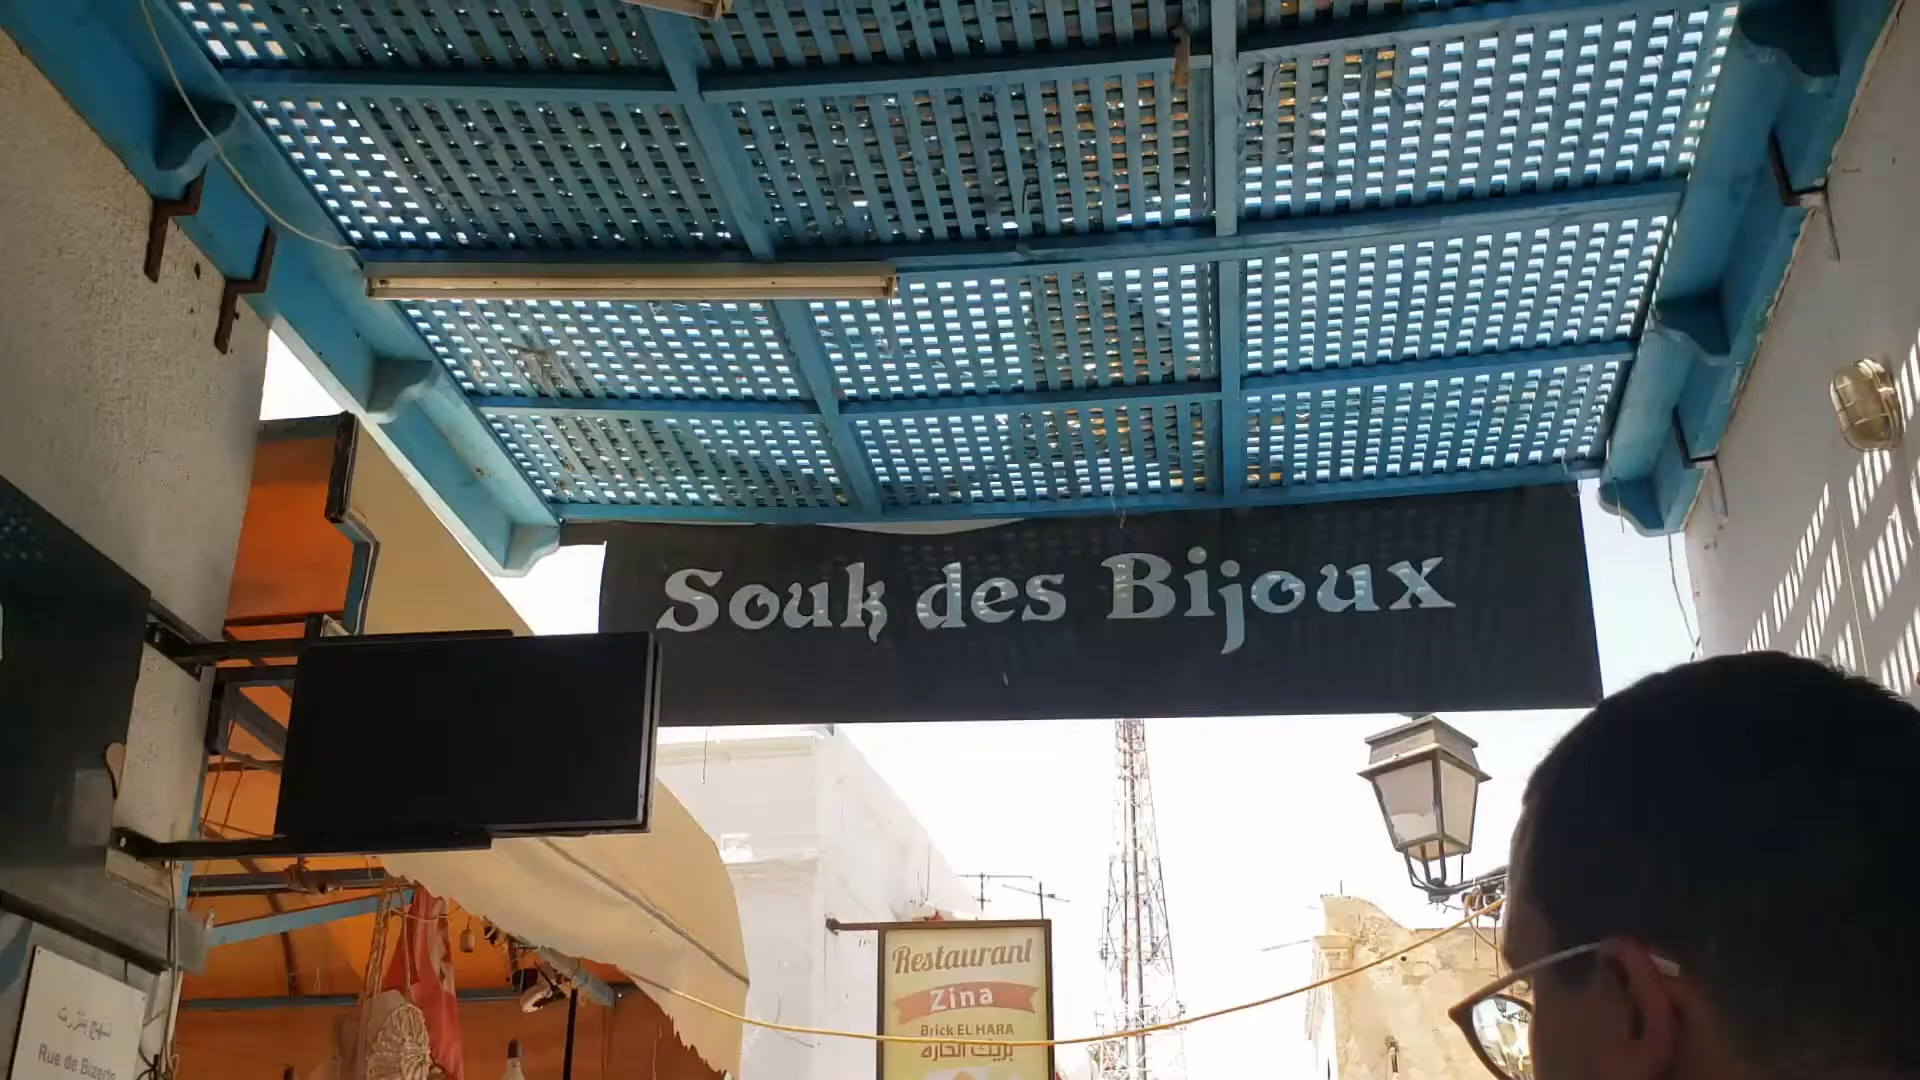 Souk des Bijoux
Restaurant
Zina
Brick EL HARA
بريك الحارة
نهج بنزرت
Rue de Bizerte